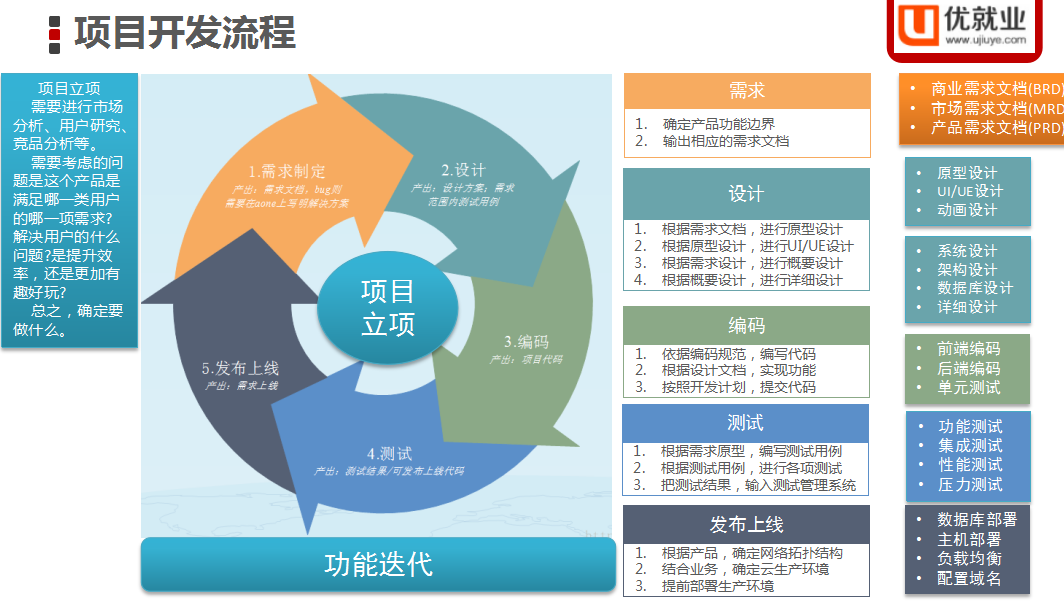 项目开发流程
优就业
www.ujiuye.com
项目立项
需要进行市场
分析、用户研究、
竞品分析等。
需要考虑的问
题是这个产品是
满足哪一类用户
的哪一项需求?
解决用户的什么
问题?是提升效
率，还是更加有
趣好玩?
总之，确定要
做什么。
1.需求制定
产出：需求文档，bug则
需要在aone上写明解决方案
2.设计
产出：设计方案；需求
范围内测试用例
3.编码
产出：项目代码
4.测试
产出：测试结果/可发布上线代码
5.发布上线
产出：需求上线
项目
立项
功能迭代
需求
1. 确定产品功能边界
2. 输出相应的需求文档
设计
1. 根据需求文档，进行原型设计
2. 根据原型设计，进行UI/UE设计
3. 根据需求设计，进行概要设计
4. 根据概要设计，进行详细设计
编码
1. 依据编码规范，编写代码
2. 根据设计文档，实现功能
3. 按照开发计划，提交代码
测试
1. 根据需求原型，编写测试用例
2. 根据测试用例，进行各项测试
3. 把测试结果，输入测试管理系统
发布上线
1. 根据产品，确定网络拓扑结构
2. 结合业务，确定云生产环境
3. 提前部署生产环境
• 商业需求文档(BRD)
• 市场需求文档(MRD
• 产品需求文档(PRD)
• 原型设计
• UI/UE设计
• 动画设计
• 系统设计
• 架构设计
• 数据库设计
• 详细设计
• 前端编码
• 后端编码
• 单元测试
• 功能测试
• 集成测试
• 性能测试
• 压力测试
• 数据库部署
• 主机部署
• 负载均衡
• 配置域名